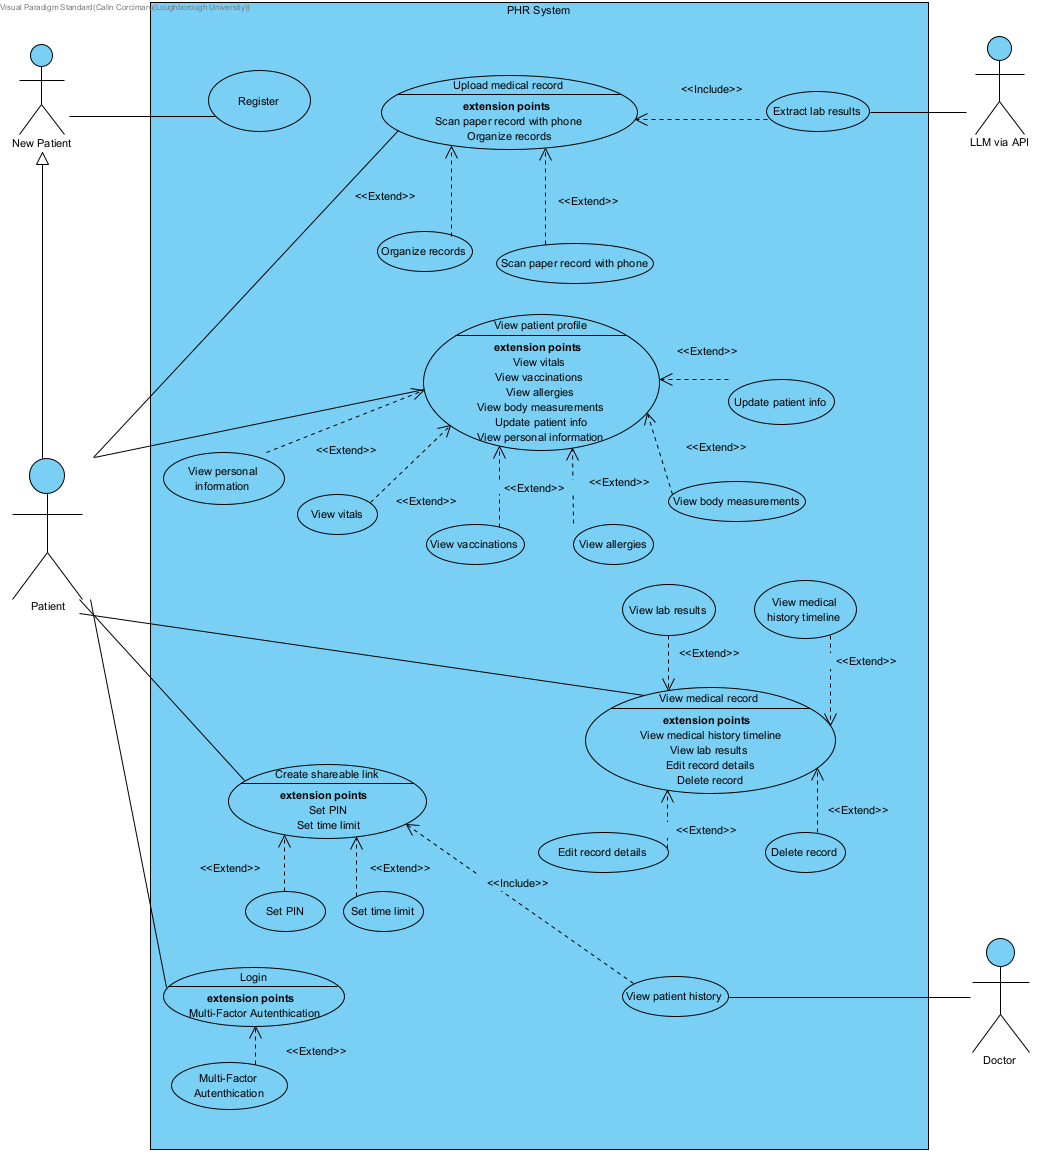 Visual Paradigm Standard(Calin Corcimaru(Loughborough University))
PHR System
New Patient
Register
Upload medical record
extension points
Scan paper record with phone
Organize records
<<Include>>
Extract lab results
LLM via API
<<Extend>>
<<Extend>>
Organize records
Scan paper record with phone
View patient profile
extension points
View vitals
View vaccinations
View allergies
View body measurements
Update patient info
View personal information
<<Extend>>
Update patient info
<<Extend>>
View personal
information
<<Extend>>
View vitals
<<Extend>>
View vaccinations
<<Extend>>
View allergies
<<Extend>>
View body measurements
Patient
View lab results
View medical
history timeline
<<Extend>>
<<Extend>>
View medical record
extension points
View medical history timeline
View lab results
Edit record details
Delete record
<<Extend>>
Edit record details
<<Extend>>
Delete record
Create shareable link
extension points
Set PIN
Set time limit
<<Extend>>
<<Extend>>
Set PIN
Set time limit
<<Include>>
View patient history
Doctor
Login
extension points
Multi-Factor Autenthication
<<Extend>>
Multi-Factor
Autenthication